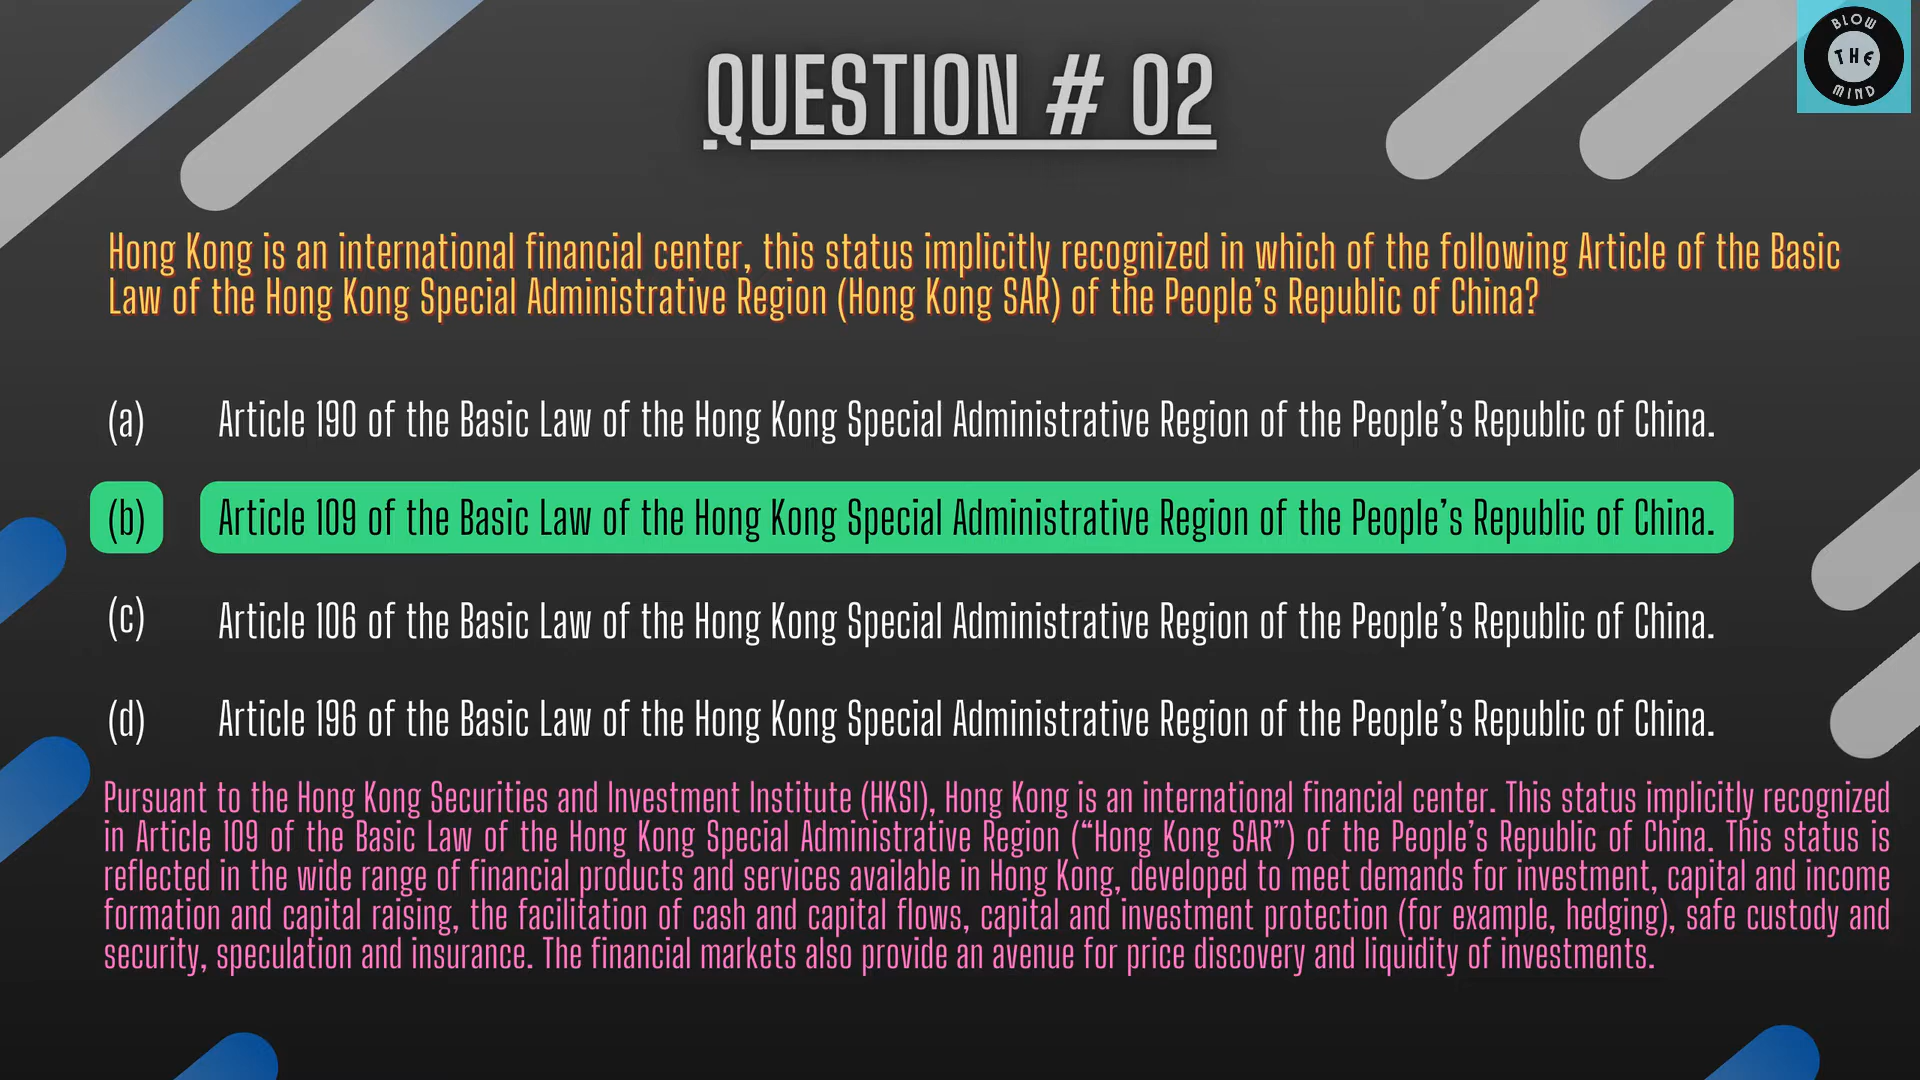 BLOW
THE
MIND
QUESTION # 02
Hong Kong is an international financial center, this status implicitly recognized in which of the following Article of the Basic
Law of the Hong Kong Special Administrative Region (Hong Kong SAR) of the People’s Republic of China?
(a) Article 190 of the Basic Law of the Hong Kong Special Administrative Region of the People’s Republic of China.
(b) Article 109 of the Basic Law of the Hong Kong Special Administrative Region of the People’s Republic of China.
(c) Article 106 of the Basic Law of the Hong Kong Special Administrative Region of the People’s Republic of China.
(d) Article 196 of the Basic Law of the Hong Kong Special Administrative Region of the People’s Republic of China.
Pursuant to the Hong Kong Securities and Investment Institute (HKSI), Hong Kong is an international financial center. This status implicitly recognized
in Article 109 of the Basic Law of the Hong Kong Special Administrative Region (“Hong Kong SAR”) of the People’s Republic of China. This status is
reflected in the wide range of financial products and services available in Hong Kong, developed to meet demands for investment, capital and income
formation and capital raising, the facilitation of cash and capital flows, capital and investment protection (for example, hedging), safe custody and
security, speculation and insurance. The financial markets also provide an avenue for price discovery and liquidity of investments.